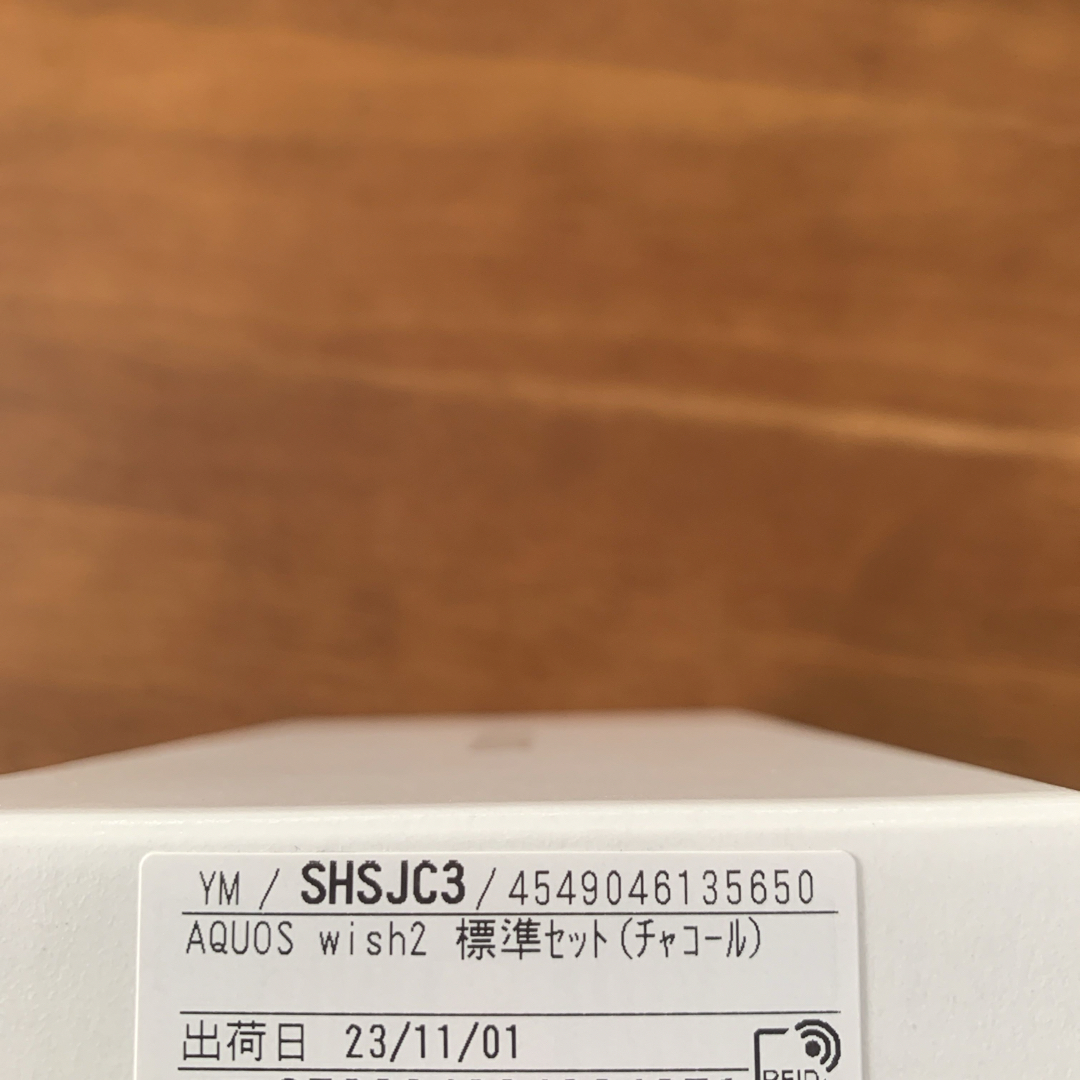 YM / SHSJC3 / 4549046135650
AQUOS wish2 標準ｾｯﾄ(ﾁｬｺｰﾙ)
出荷日 23/11/01
RFID